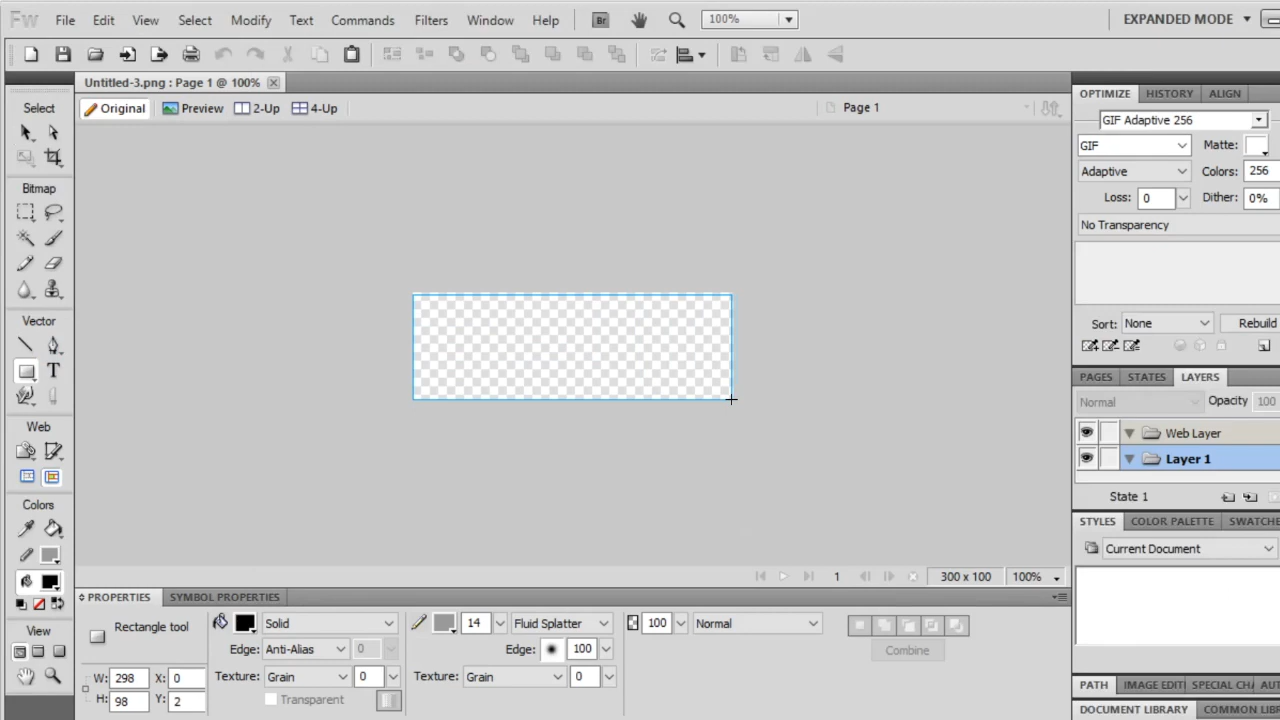 Fw File Edit View Select Modify Text Commands Filters Window Help Br 100% EXPANDED MODE
Untitled-3.png : Page 1 @ 100%
Original Preview 2-Up 4-Up Page 1
Select
Bitmap
Vector
T
Web
Colors
View
OPTIMIZE HISTORY ALIGN
GIF Adaptive 256
GIF Matte:
Adaptive Colors: 256
Loss: 0 Dither: 0%
No Transparency
Sort: None Rebuild
PAGES STATES LAYERS
Normal Opacity 100
Web Layer
Layer 1
State 1
STYLES COLOR PALETTE SWATCHE
Current Document
PATH IMAGE EDITI SPECIAL CHA AUT
DOCUMENT LIBRARY COMMON LIB
1 300 x 100 100%
PROPERTIES SYMBOL PROPERTIES
Rectangle tool
W: 298 X: 0
H: 98 Y: 2
Solid
Edge: Anti-Alias 0
Texture: Grain 0
Transparent
14 Fluid Splatter
Edge: 100
Texture: Grain 0
100 Normal
Combine